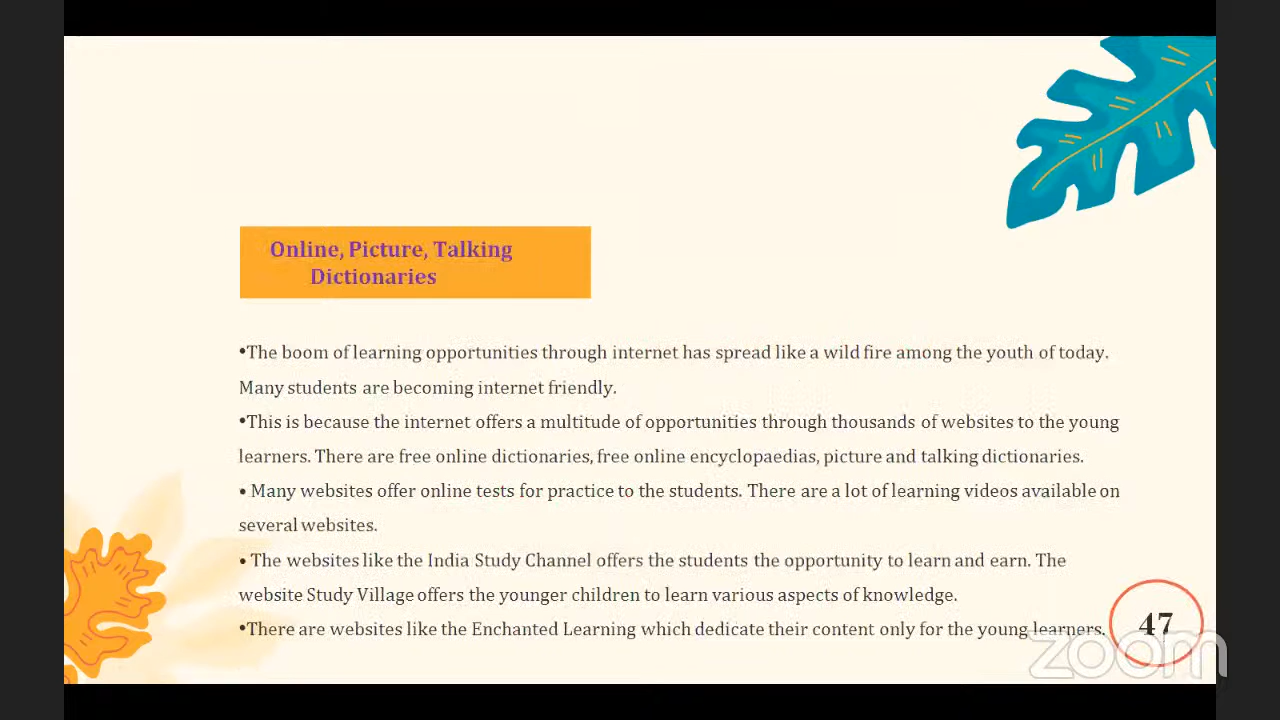 Online, Picture, Talking
Dictionaries
•The boom of learning opportunities through internet has spread like a wild fire among the youth of today.
Many students are becoming internet friendly.
•This is because the internet offers a multitude of opportunities through thousands of websites to the young
learners. There are free online dictionaries, free online encyclopaedias, picture and talking dictionaries.
• Many websites offer online tests for practice to the students. There are a lot of learning videos available on
several websites.
• The websites like the India Study Channel offers the students the opportunity to learn and earn. The
website Study Village offers the younger children to learn various aspects of knowledge.
•There are websites like the Enchanted Learning which dedicate their content only for the young learners.
47
zoom